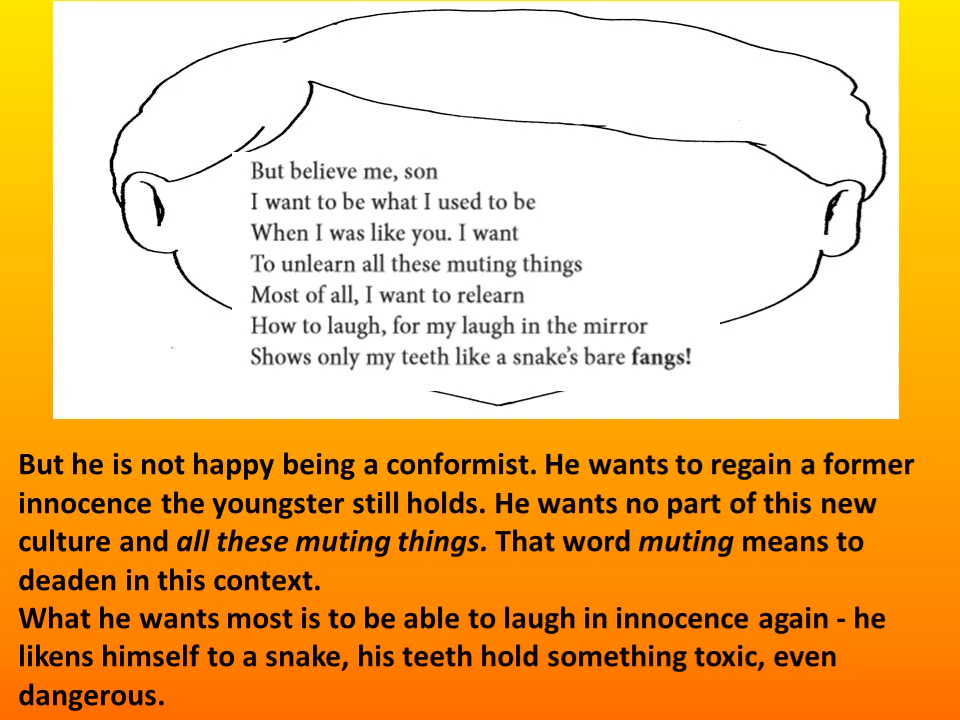 But believe me, son
I want to be what I used to be
When I was like you. I want
To unlearn all these muting things
Most of all, I want to relearn
How to laugh, for my laugh in the mirror
Shows only my teeth like a snake’s bare fangs!
But he is not happy being a conformist. He wants to regain a former
innocence the youngster still holds. He wants no part of this new
culture and all these muting things. That word muting means to
deaden in this context.
What he wants most is to be able to laugh in innocence again - he
likens himself to a snake, his teeth hold something toxic, even
dangerous.